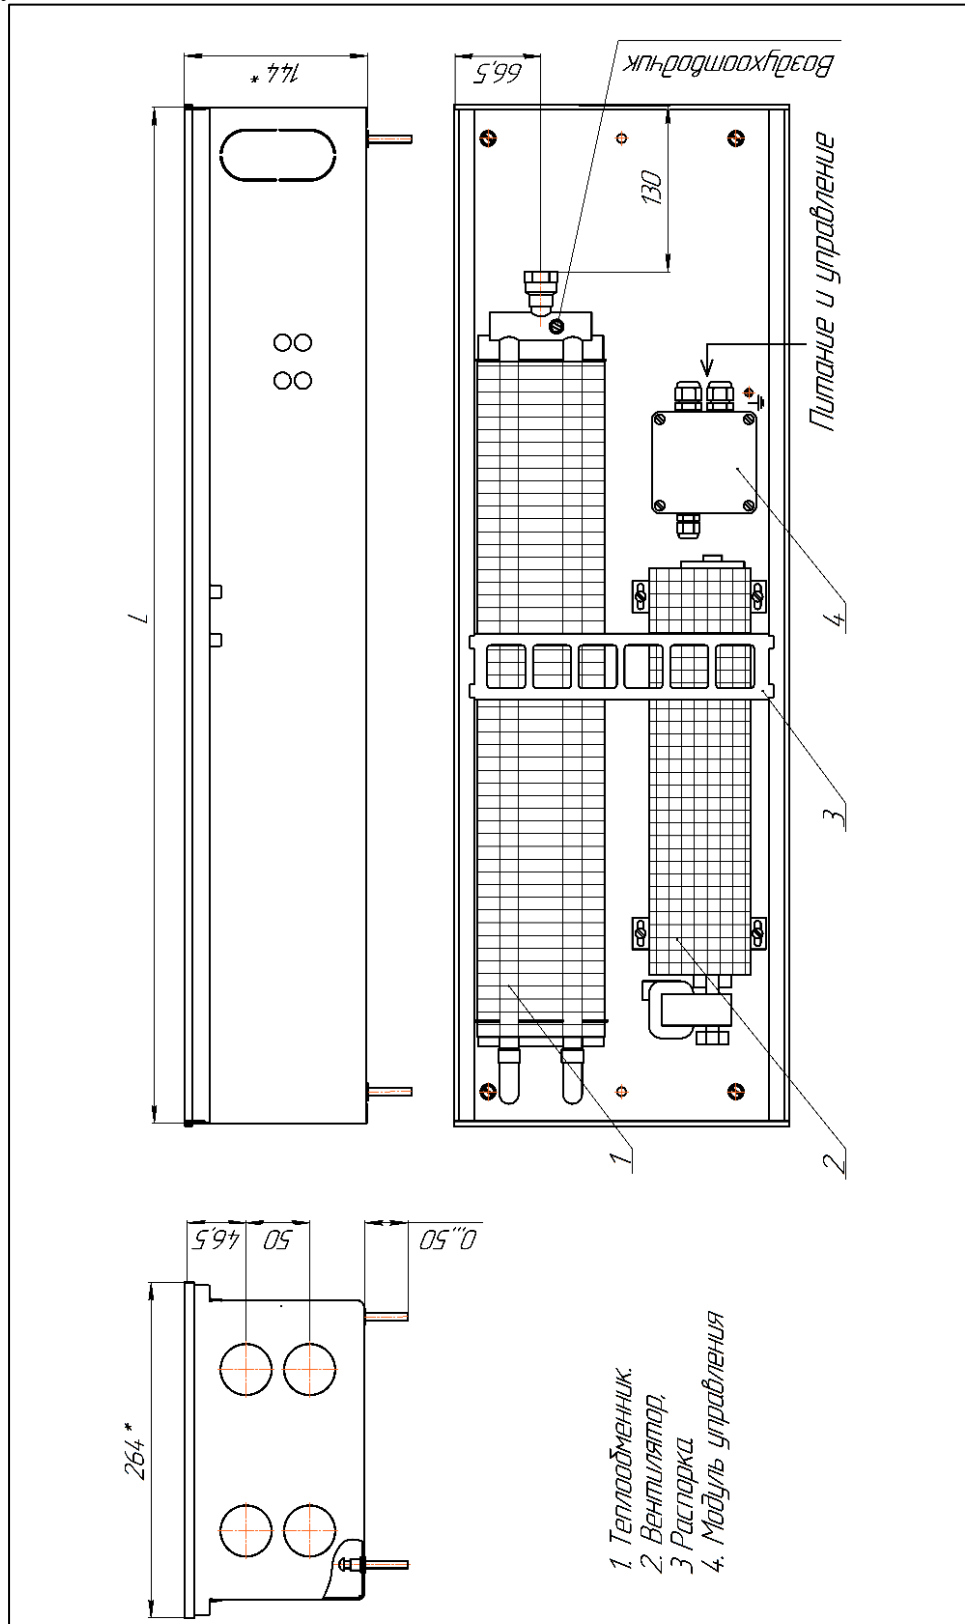 144*
66,5
Воздухоотводчик
L
130
Питание и управление
4
3
1
2
46,5
50
0...50
264*
1. Теплообменник.
2. Вентилятор.
3 Распорка
4. Модуль управления